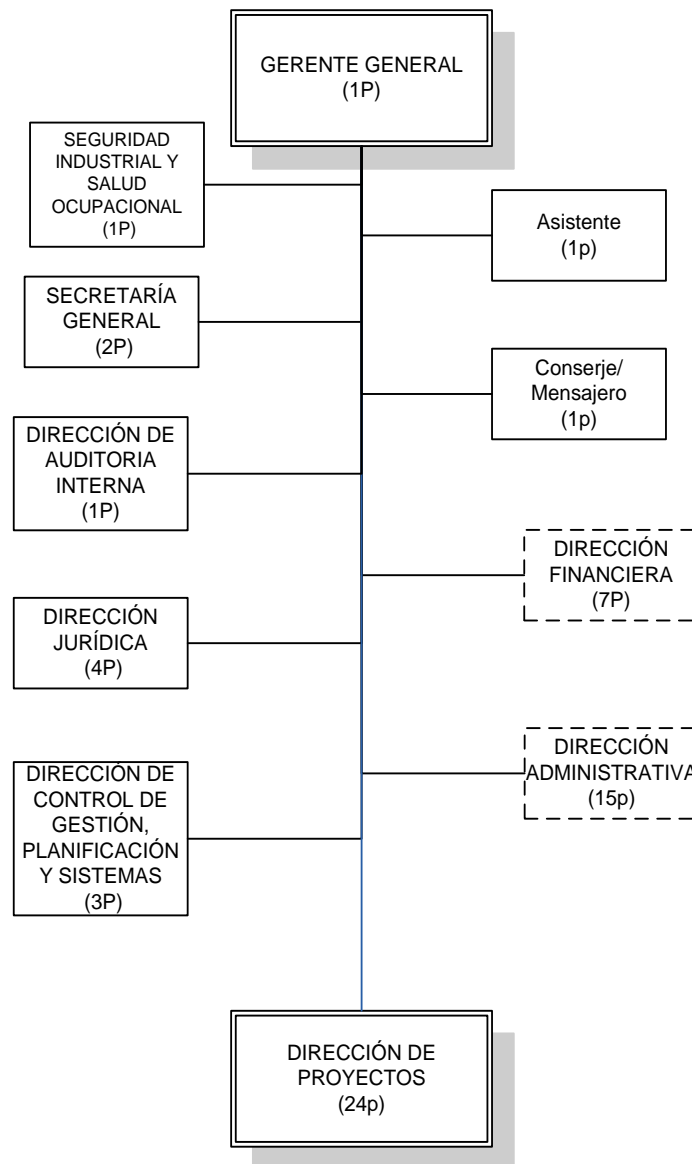 GERENTE GENERAL
(1P)
SEGURIDAD
INDUSTRIAL Y
SALUD
OCUPACIONAL
(1P)
Asistente
(1p)
SECRETARÍA
GENERAL
(2P)
Conserje/
Mensajero
(1p)
DIRECCIÓN DE
AUDITORIA
INTERNA
(1P)
DIRECCIÓN
FINANCIERA
(7P)
DIRECCIÓN
JURÍDICA
(4P)
DIRECCIÓN
ADMINISTRATIVA
(15p)
DIRECCIÓN DE
CONTROL DE
GESTIÓN,
PLANIFICACIÓN
Y SISTEMAS
(3P)
DIRECCIÓN DE
PROYECTOS
(24p)